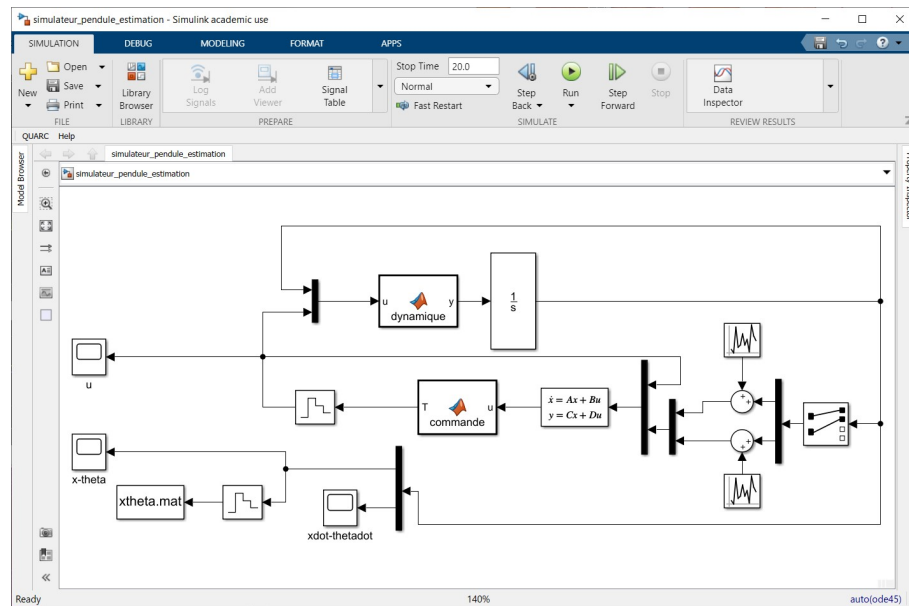 simulateur_pendule_estimation - Simulink academic use
SIMULATION DEBUG MODELING FORMAT APPS
New
Open
Save
Print
FILE
Library Browser
LIBRARY
Log Signals
Add Viewer
Signal Table
PREPARE
Stop Time 20.0
Normal
Fast Restart
Step Back
Run
Step Forward
Stop
SIMULATE
Data Inspector
REVIEW RESULTS
QUARC Help
Model Browser
simulateur_pendule_estimation
simulateur_pendule_estimation
u y
dynamique
1
s
u
T u
commande
ẋ = Ax + Bu
y = Cx + Du
+
+
+
+
x-theta
xtheta.mat
xdot-thetadot
Ready 140% auto(ode45)